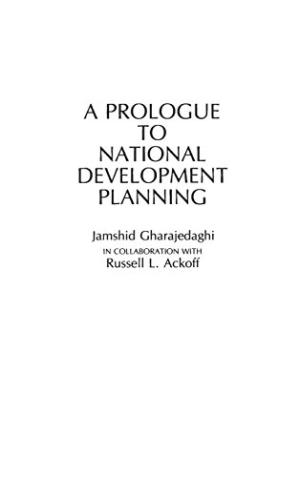 A PROLOGUE
TO
NATIONAL
DEVELOPMENT
PLANNING
Jamshid Gharajedaghi
IN COLLABORATION WITH
Russell L. Ackoff